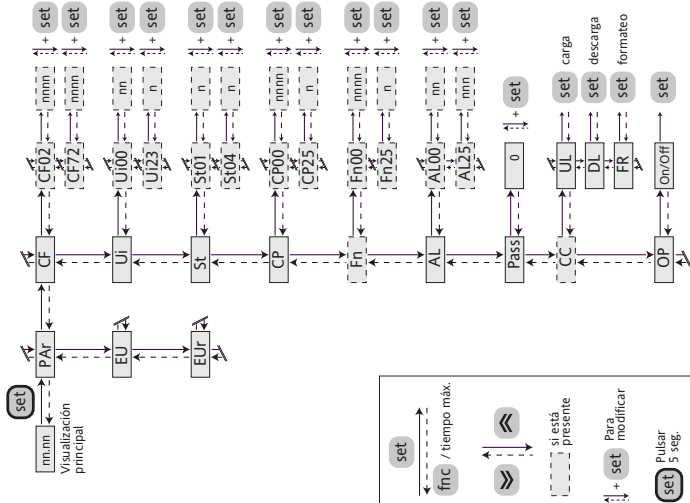 set
nn.nn
Visualización
principal
PAr
EU
EUr
CF
CF02
nnnn
+ set
CF72
nnnn
+ set
Ui
Ui00
nn
+ set
Ui23
n
+ set
St
St01
n
+ set
St04
n
+ set
CP
CP00
nnnn
+ set
CP25
n
+ set
Fn
Fn00
nnnn
+ set
Fn25
n
+ set
AL
AL00
nn
+ set
AL25
nnnn
+ set
Pass
0
+ set
CC
UL
set
carga
DL
set
descarga
FR
set
formateo
OP
On/Off
set
set
fnc / tiempo máx.
si está
presente
+ set
Para
modificar
set
Pulsar
5 seg.